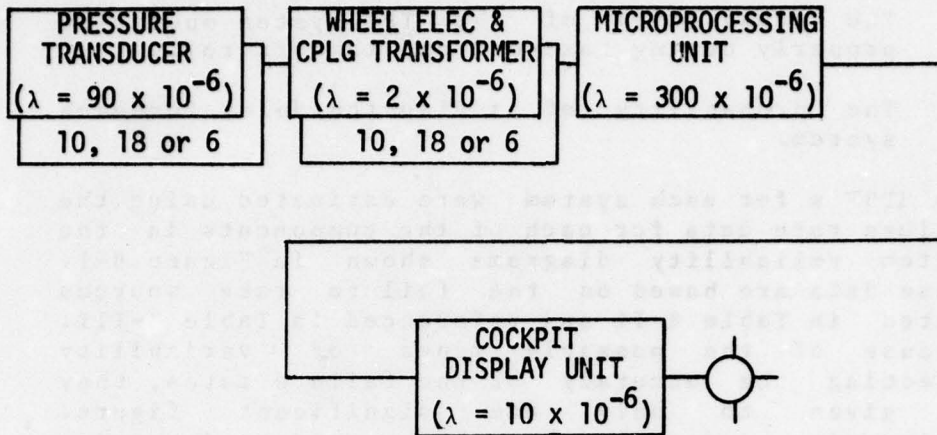 PRESSURE
TRANSDUCER
(λ = 90 x 10⁻⁶)
10, 18 or 6
WHEEL ELEC &
CPLG TRANSFORMER
(λ = 2 x 10⁻⁶)
10, 18 or 6
MICROPROCESSING
UNIT
(λ = 300 x 10⁻⁶)
COCKPIT
DISPLAY UNIT
(λ = 10 x 10⁻⁶)